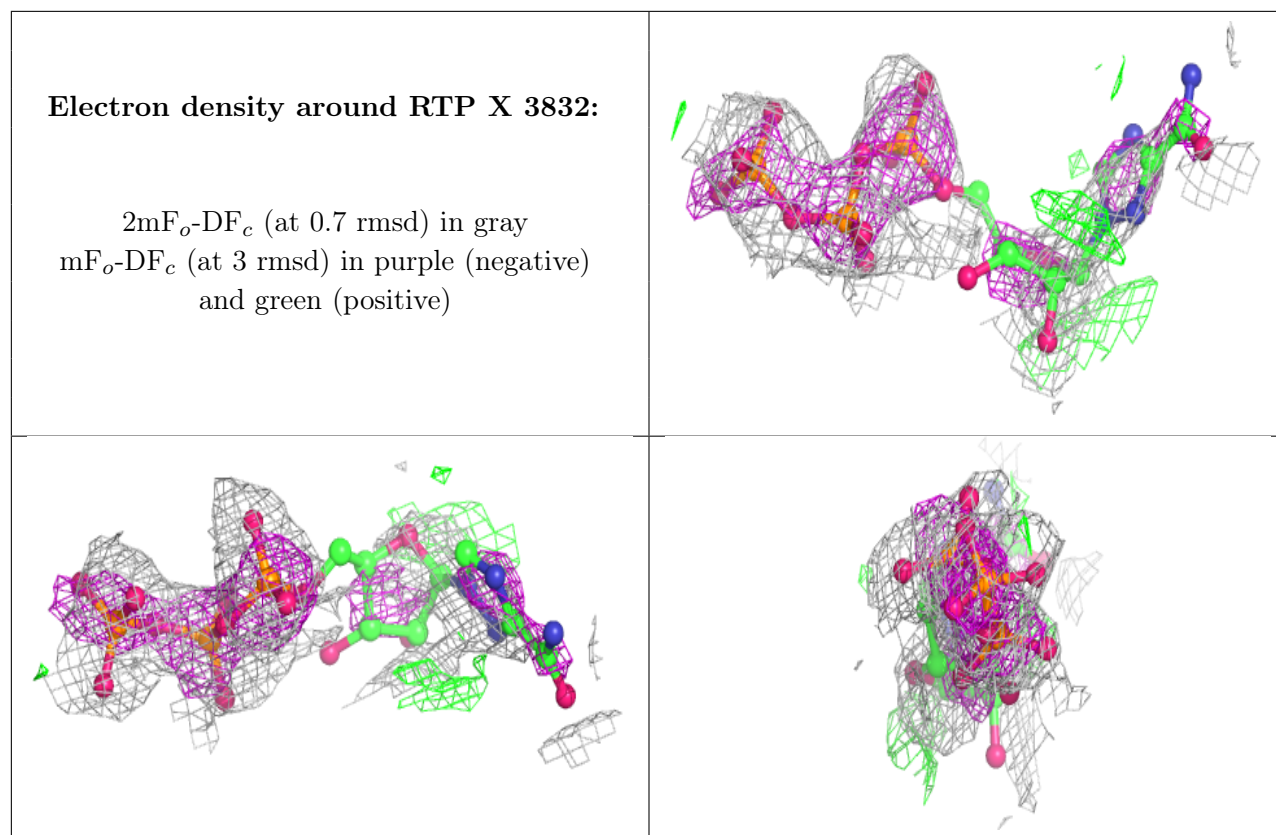 Electron density around RTP X 3832:
2mFo-DFc (at 0.7 rmsd) in gray
mFo-DFc (at 3 rmsd) in purple (negative)
and green (positive)